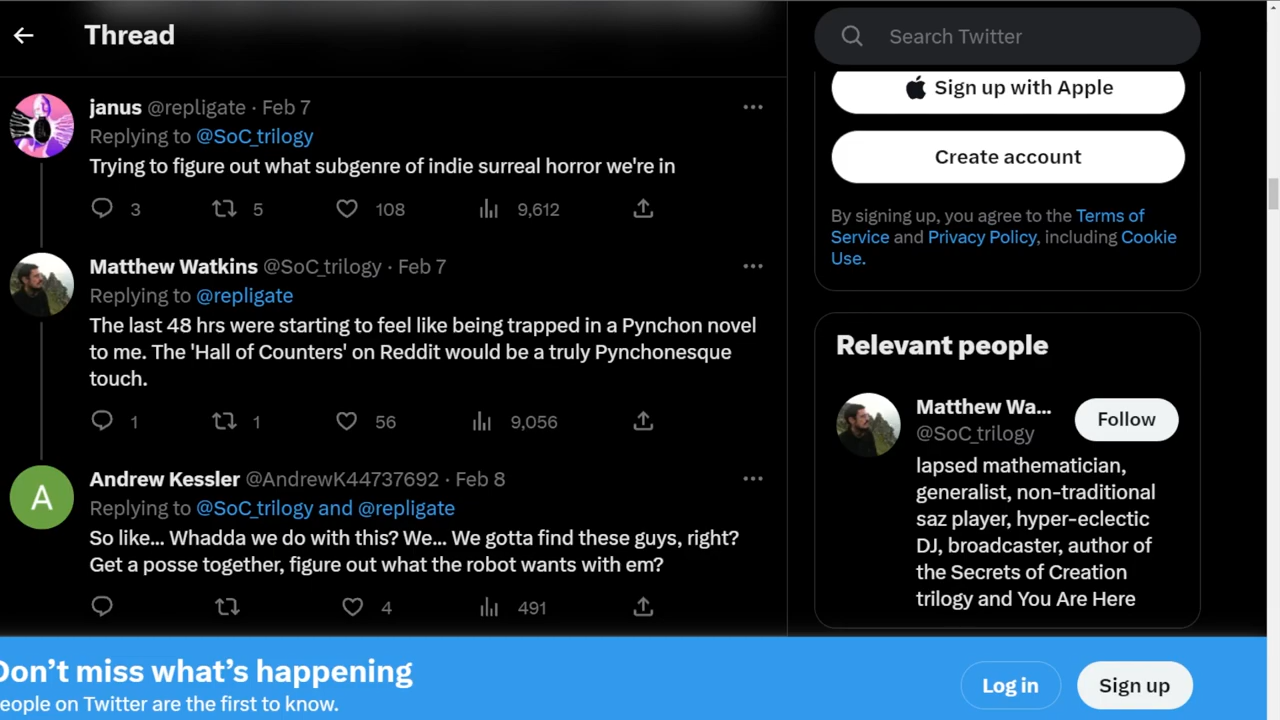 Thread
janus @repligate · Feb 7
Replying to @SoC_trilogy
Trying to figure out what subgenre of indie surreal horror we're in
3 5 108 9,612
Matthew Watkins @SoC_trilogy · Feb 7
Replying to @repligate
The last 48 hrs were starting to feel like being trapped in a Pynchon novel
to me. The 'Hall of Counters' on Reddit would be a truly Pynchonesque
touch.
1 1 56 9,056
A
Andrew Kessler @AndrewK44737692 · Feb 8
Replying to @SoC_trilogy and @repligate
So like... Whadda we do with this? We... We gotta find these guys, right?
Get a posse together, figure out what the robot wants with em?
4 491
Search Twitter
Sign up with Apple
Create account
By signing up, you agree to the Terms of
Service and Privacy Policy, including Cookie
Use.
Relevant people
Matthew Wa...
Follow
@SoC_trilogy
lapsed mathematician,
generalist, non-traditional
saz player, hyper-eclectic
DJ, broadcaster, author of
the Secrets of Creation
trilogy and You Are Here
Don't miss what's happening
eople on Twitter are the first to know.
Log in
Sign up